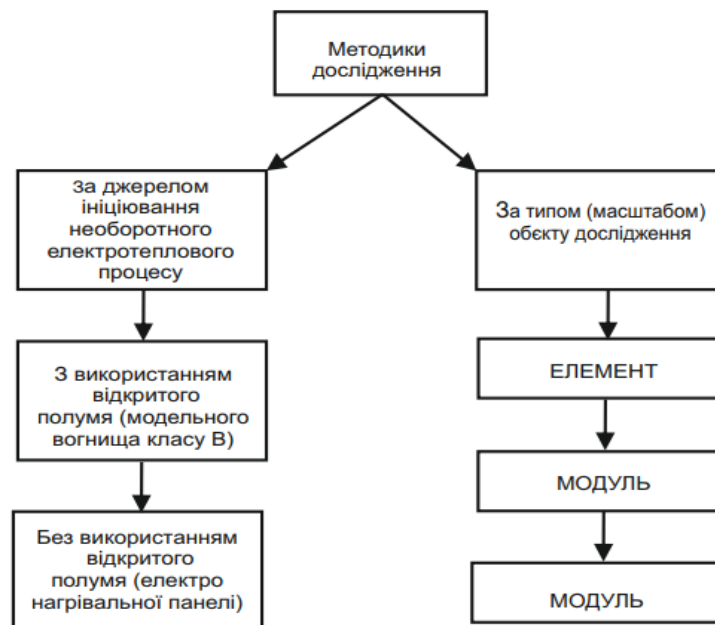 Методики
дослідження
За джерелом
ініціювання
необоротного
електротеплового
процесу
За типом (масштабом)
обєкту дослідження
З використанням
відкритого
полумя (модельного
вогнища класу В)
ЕЛЕМЕНТ
МОДУЛЬ
Без використанням
відкритого
полумя (електро
нагрівальної панелі)
МОДУЛЬ